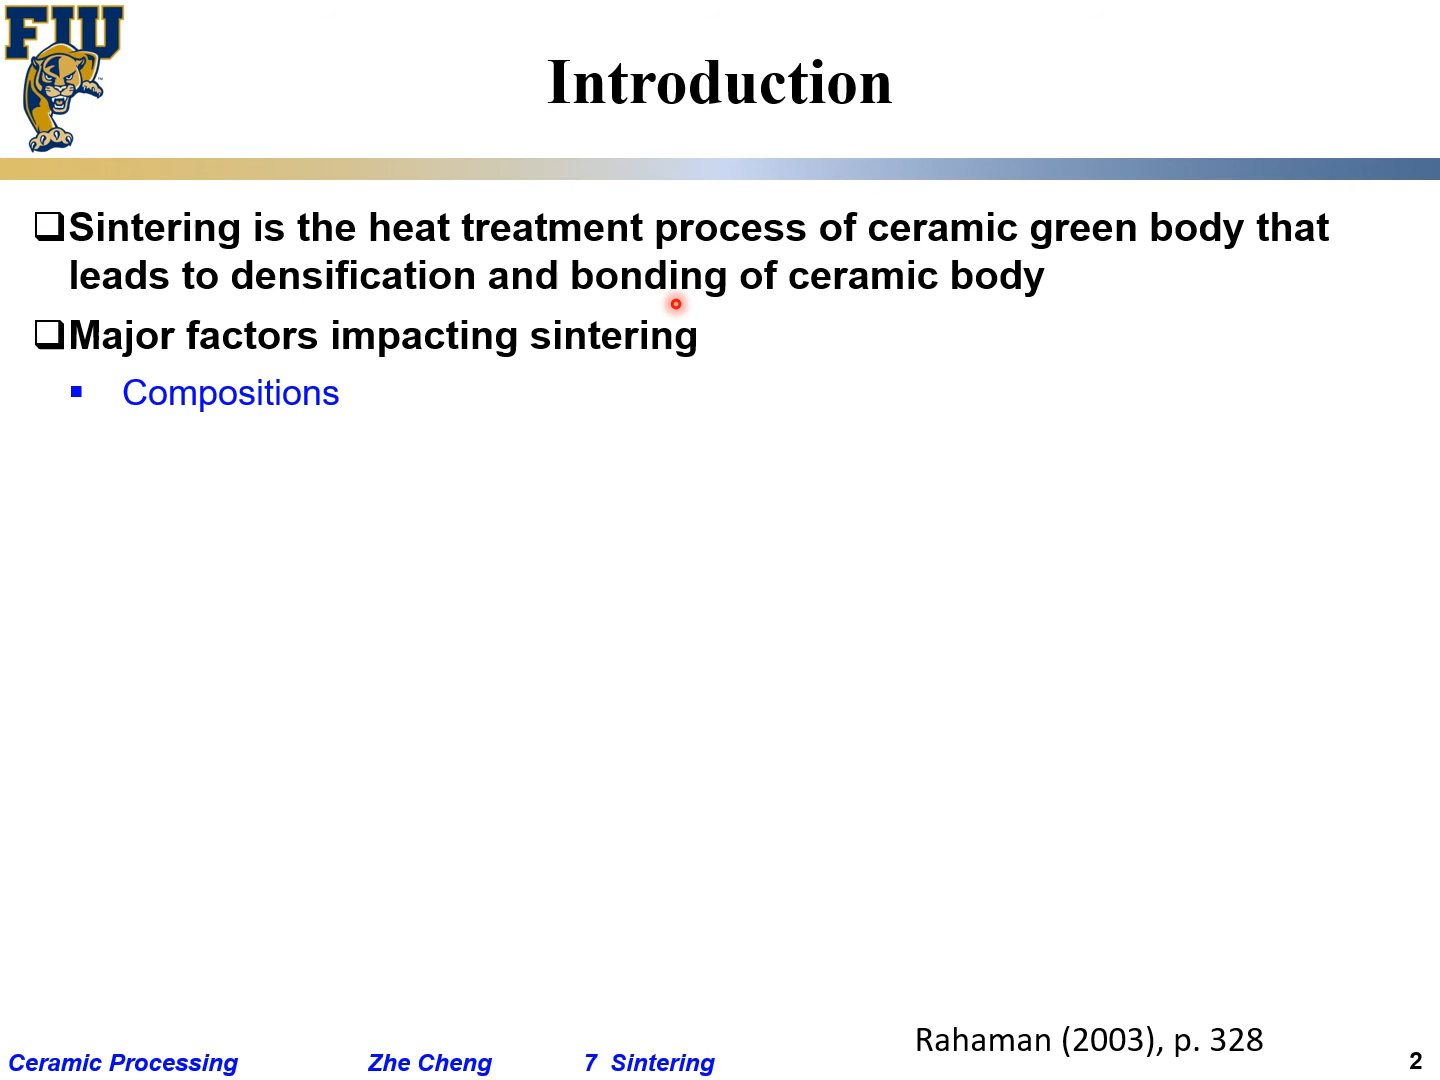 FIU
Introduction
Sintering is the heat treatment process of ceramic green body that
leads to densification and bonding of ceramic body
Major factors impacting sintering
Compositions
Rahaman (2003), p. 328
Ceramic Processing Zhe Cheng 7 Sintering 2